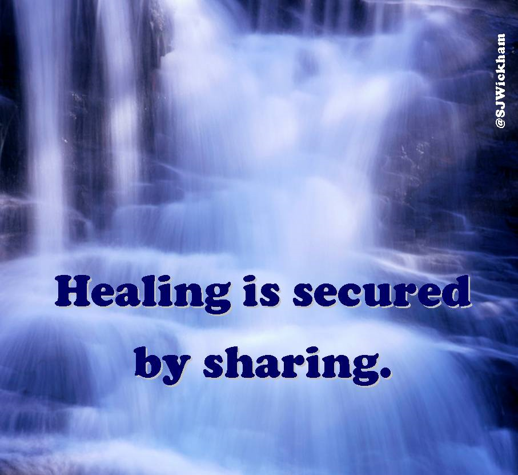 @SJWickham
Healing is secured
by sharing.